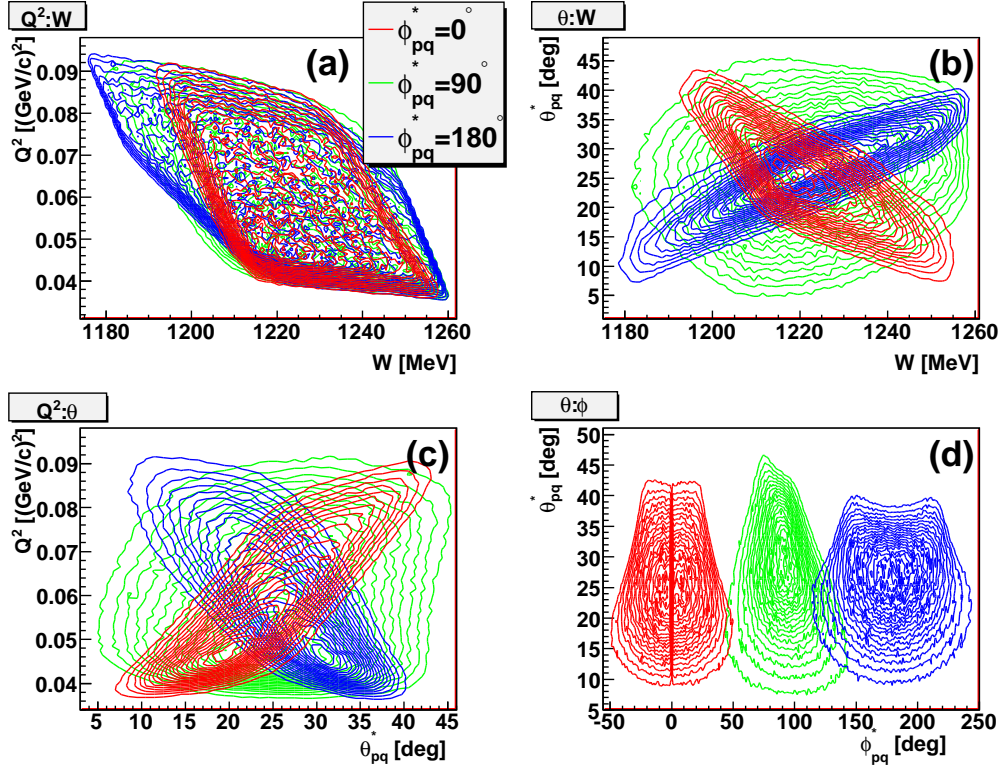 Q²:W
(a)
ϕ*pq=0°
ϕ*pq=90°
ϕ*pq=180°
Q² [(GeV/c)²]
0.09
0.08
0.07
0.06
0.05
0.04
1180 1200 1220 1240 1260
W [MeV]
θ:W
(b)
θ*pq [deg]
45
40
35
30
25
20
15
10
5
1180 1200 1220 1240 1260
W [MeV]
Q²:θ
(c)
Q² [(GeV/c)²]
0.09
0.08
0.07
0.06
0.05
0.04
5 10 15 20 25 30 35 40 45
θ*pq [deg]
θ:ϕ
(d)
θ*pq [deg]
50
45
40
35
30
25
20
15
10
5
-50 0 50 100 150 200 250
ϕ*pq [deg]